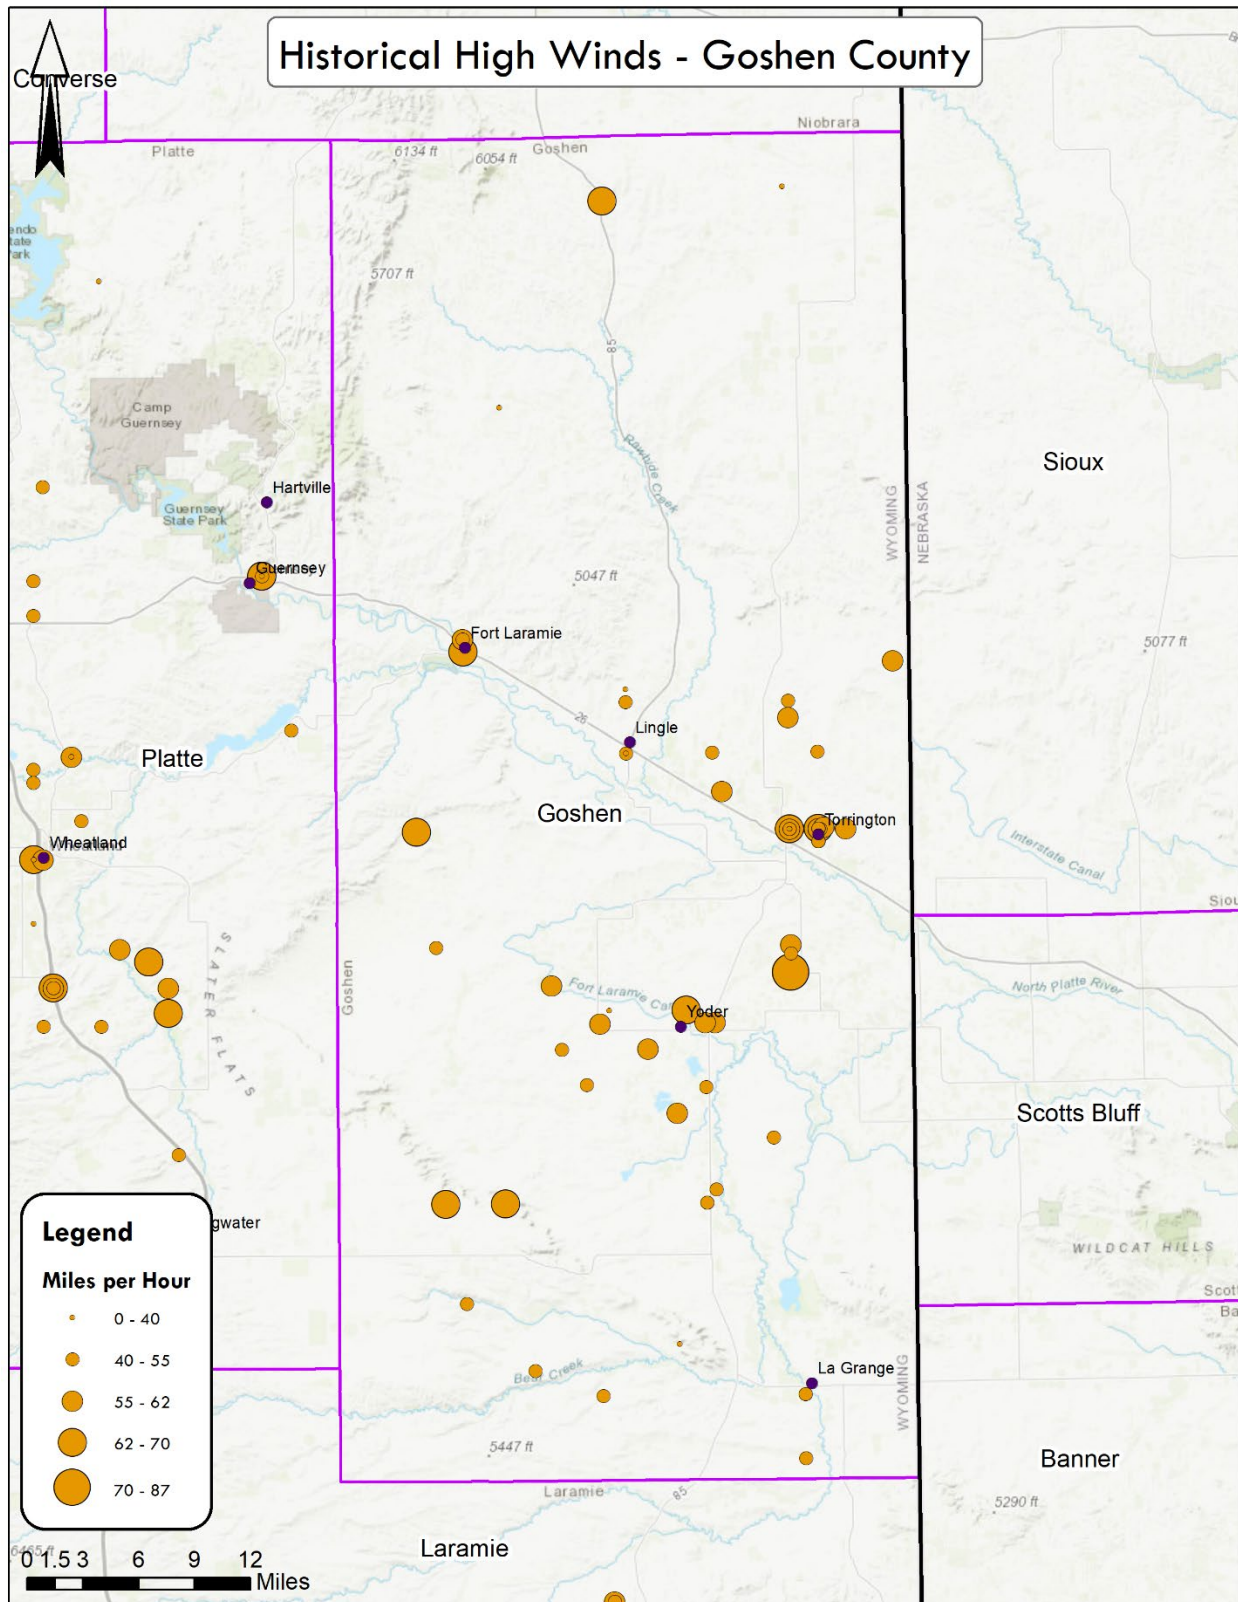 Historical High Winds - Goshen County
Converse
Niobrara
Platte
Goshen
6134 ft
6054 ft
5707 ft
85
Camp
Guernsey
Rawhide Creek
Sioux
Hartville
WYOMING
NEBRASKA
Guernsey
State Park
Guernsey
5047 ft
Fort Laramie
5077 ft
26
Lingle
Platte
Goshen
Torrington
Wheatland
Interstate Canal
SLATER FLATS
Goshen
Fort Laramie
North Platte River
Yoder
Scotts Bluff
gwater
WILDCAT HILLS
Legend
Miles per Hour
0 - 40
40 - 55
55 - 62
62 - 70
70 - 87
La Grange
Bear Creek
WYOMING
5447 ft
Banner
Laramie
85
5290 ft
Laramie
0 1.5 3 6 9 12
Miles